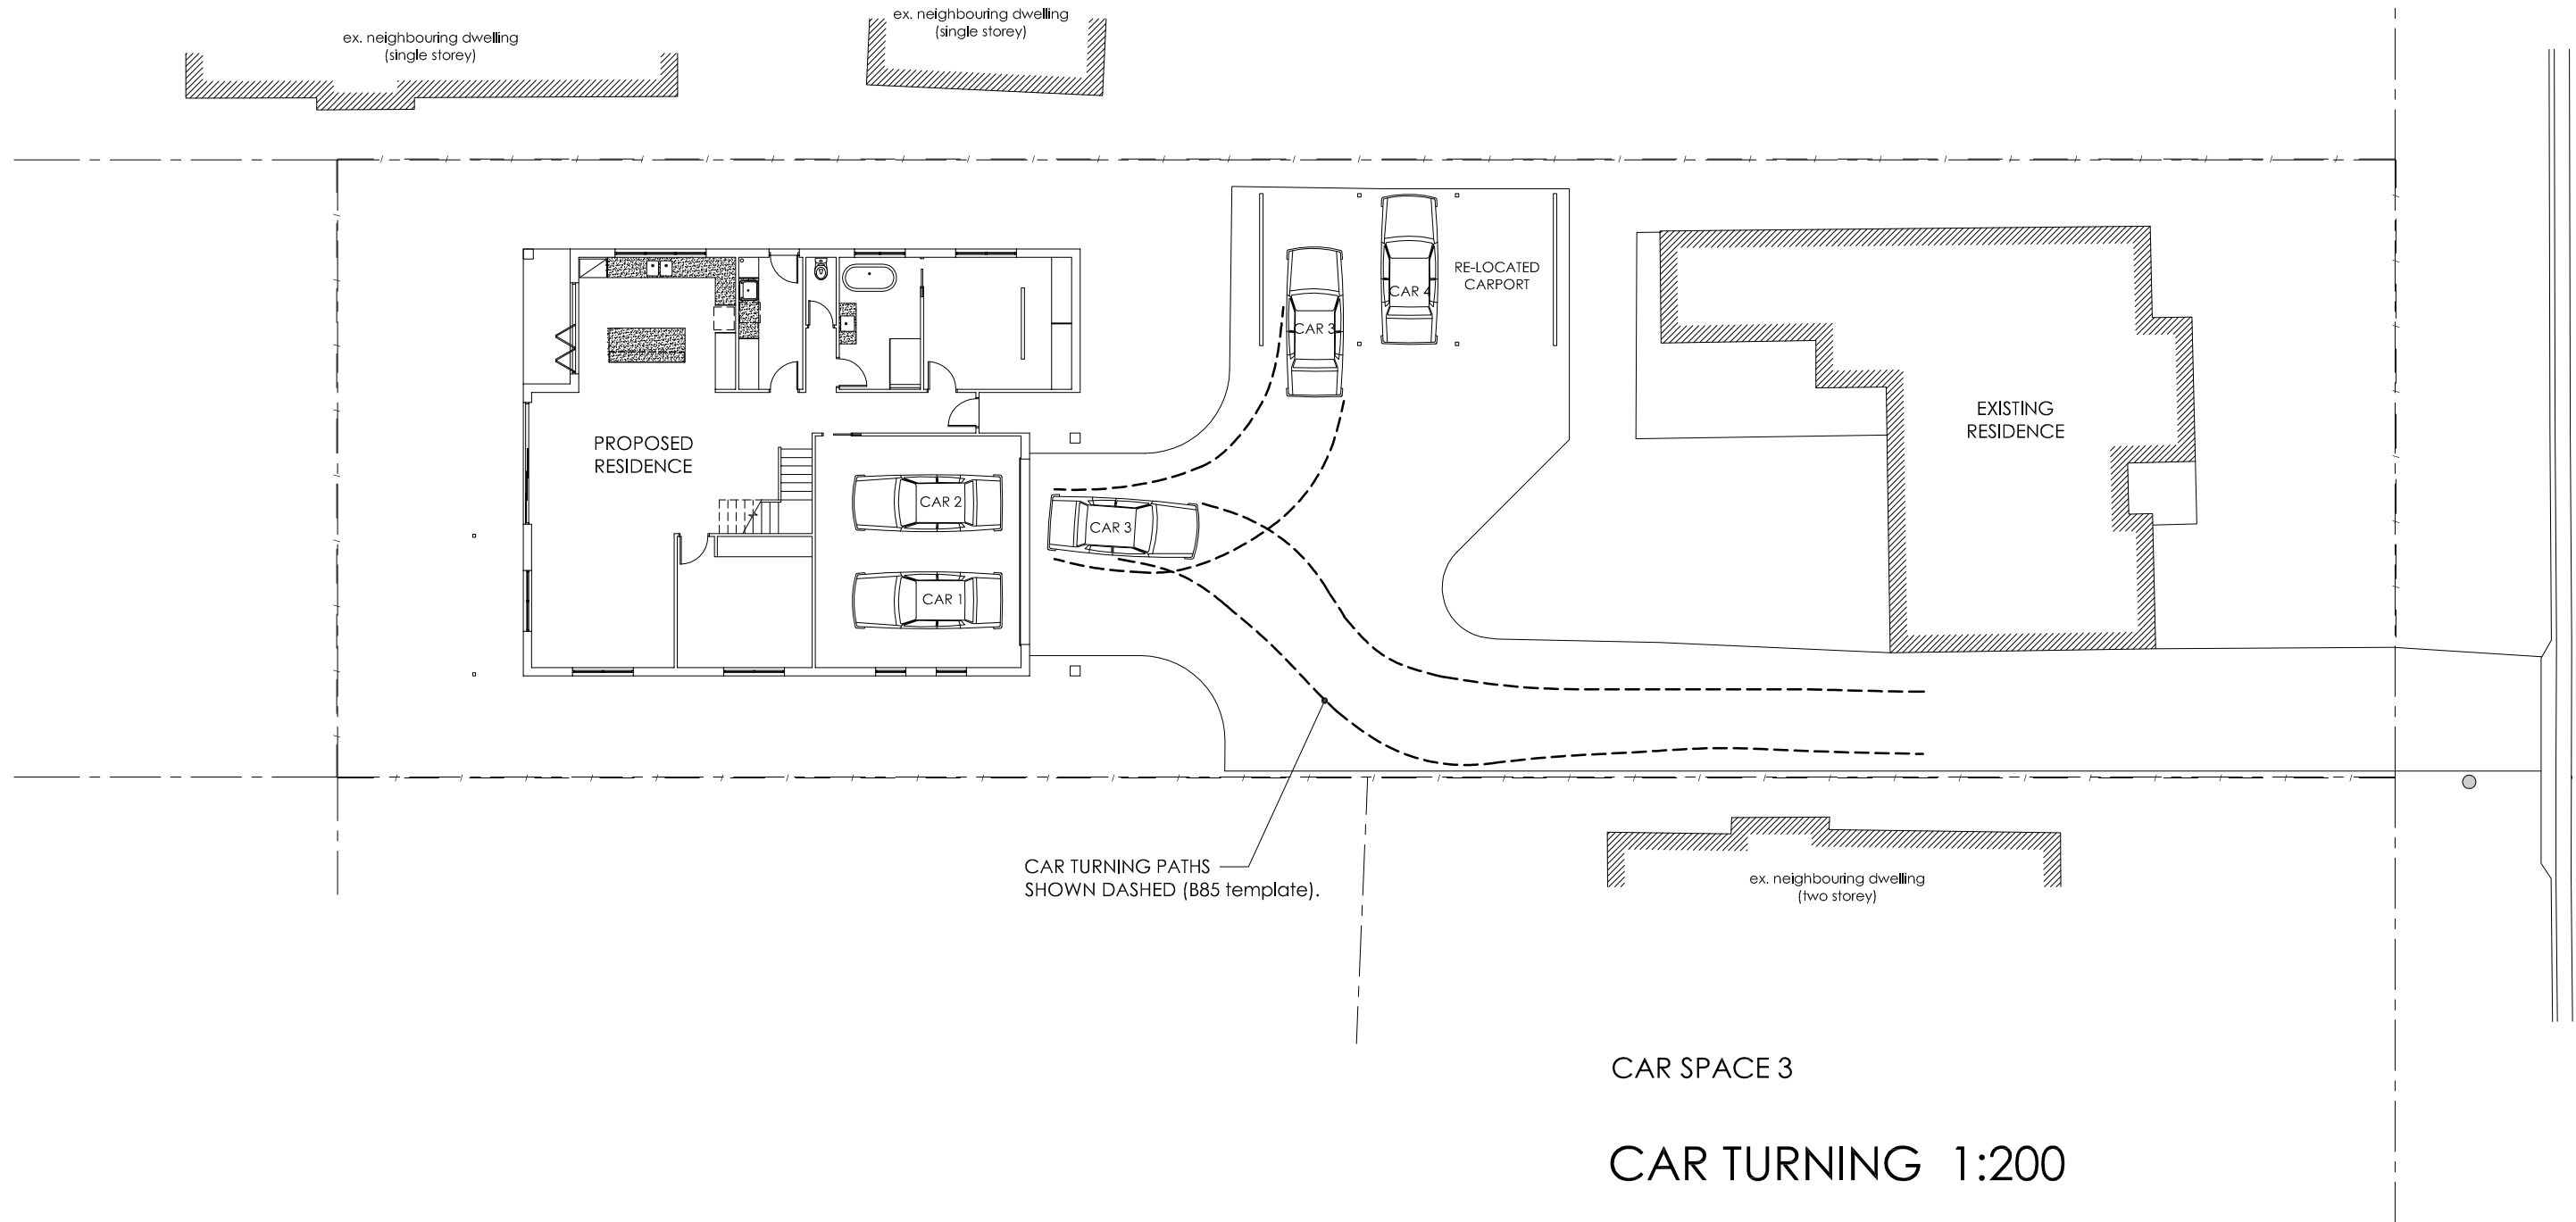 ex. neighbouring dwelling
(single storey)
ex. neighbouring dwelling
(single storey)
RE-LOCATED
CARPORT
CAR 4
CAR 3
EXISTING
RESIDENCE
PROPOSED
RESIDENCE
CAR 2
CAR 3
CAR 1
CAR TURNING PATHS
SHOWN DASHED (B85 template).
ex. neighbouring dwelling
(two storey)
CAR SPACE 3
CAR TURNING 1:200